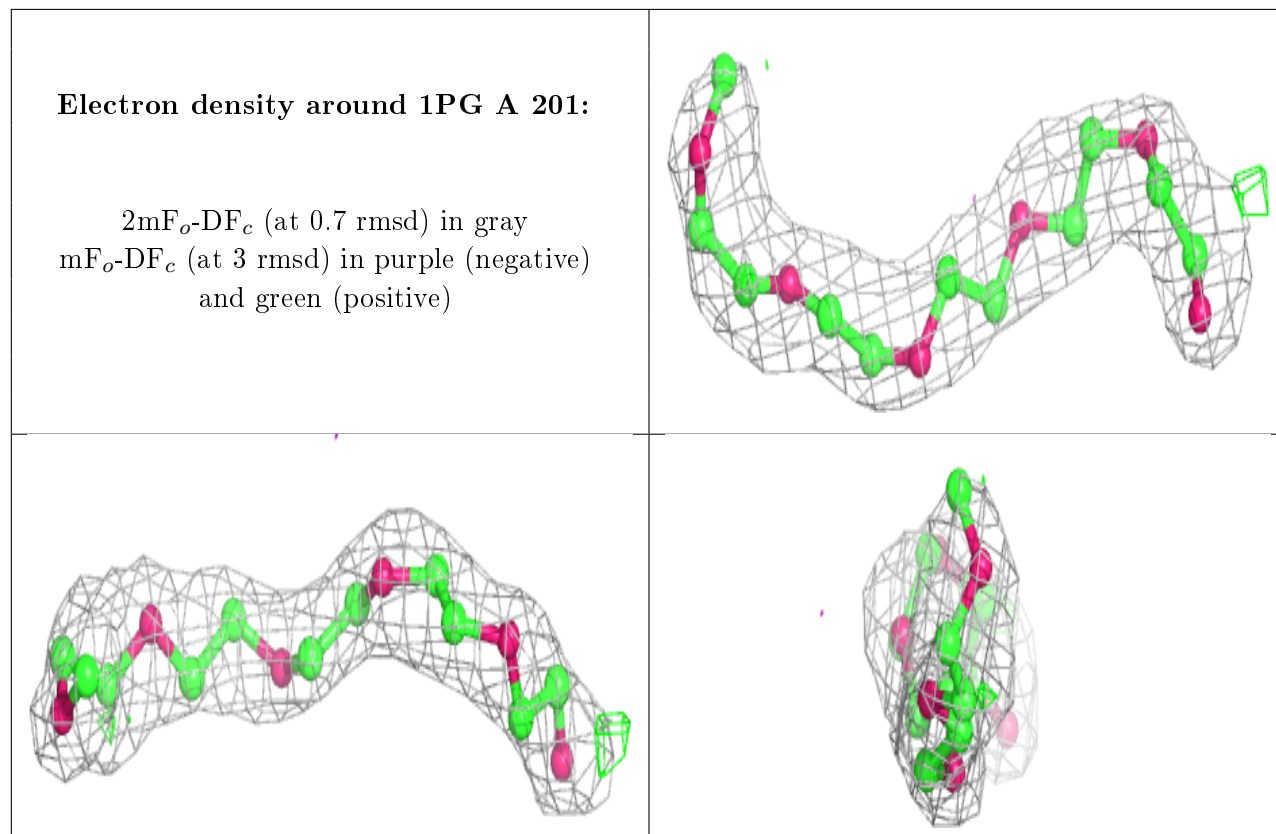 Electron density around 1PG A 201:
2mFo-DFc (at 0.7 rmsd) in gray
mFo-DFc (at 3 rmsd) in purple (negative)
and green (positive)